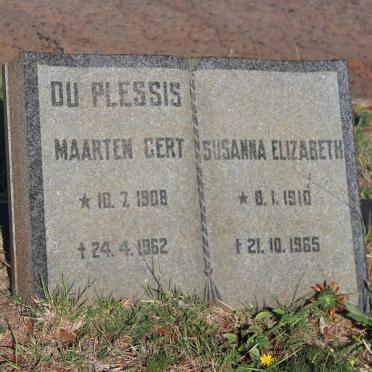 DU PLESSIS
MAARTEN GERT
★ 10.7.1908
✝ 24.4.1962
SUSANNA ELIZABETH
★ 8.1.1910
✝ 21.10.1965